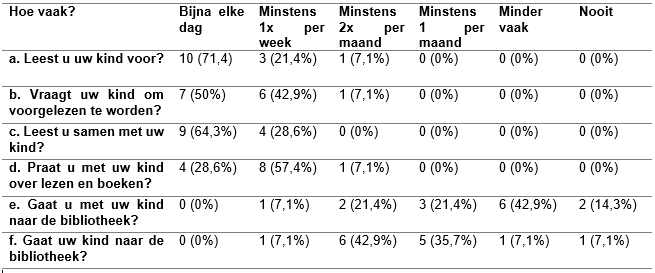 Hoe vaak? Bijna elke Minstens Minstens Minstens Minder Nooit
dag 1x per 2x per 1 per vaak
week maand maand
a. Leest u uw kind voor? 10 (71,4) 3 (21,4%) 1 (7,1%) 0 (0%) 0 (0%) 0 (0%)
b. Vraagt uw kind om 7 (50%) 6 (42,9%) 1 (7,1%) 0 (0%) 0 (0%) 0 (0%)
voorgelezen te worden?
c. Leest u samen met uw 9 (64,3%) 4 (28,6%) 0 (0%) 0 (0%) 0 (0%) 0 (0%)
kind?
d. Praat u met uw kind 4 (28,6%) 8 (57,4%) 1 (7,1%) 0 (0%) 0 (0%) 0 (0%)
over lezen en boeken?
e. Gaat u met uw kind 0 (0%) 1 (7,1%) 2 (21,4%) 3 (21,4%) 6 (42,9%) 2 (14,3%)
naar de bibliotheek?
f. Gaat uw kind naar de 0 (0%) 1 (7,1%) 6 (42,9%) 5 (35,7%) 1 (7,1%) 1 (7,1%)
bibliotheek?